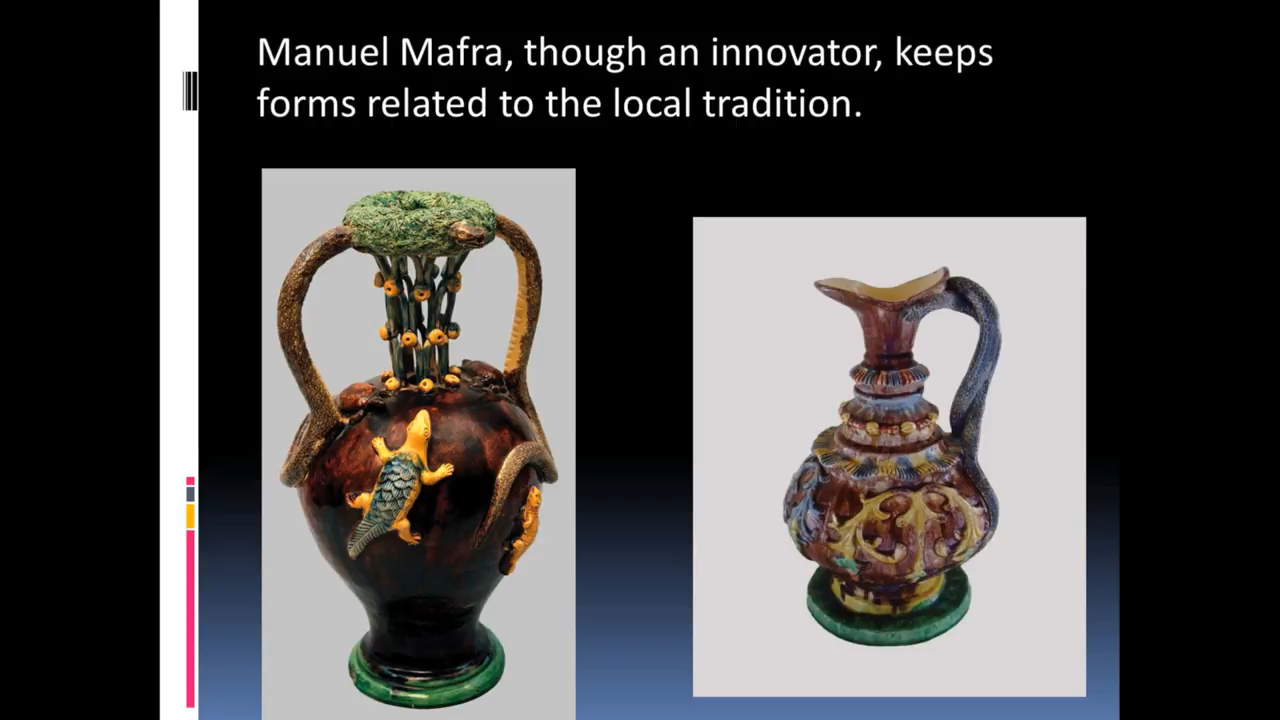 Manuel Mafra, though an innovator, keeps
forms related to the local tradition.